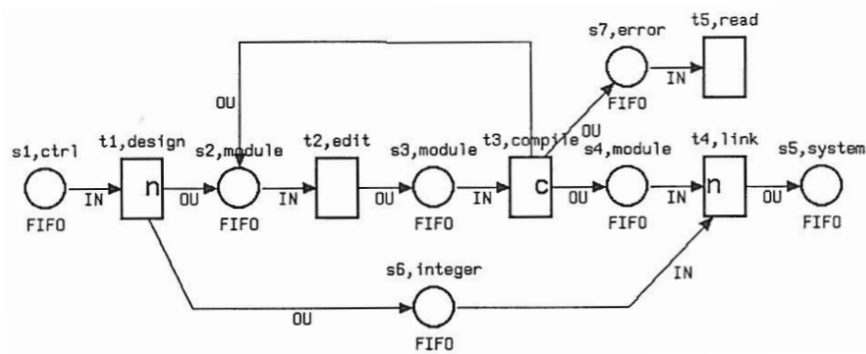 s7,error
t5,read
OU
IN
FIFO
s1,ctrl
t1,design
s2,module
t2,edit
s3,module
t3,compile
OU
s4,module
t4,link
s5,system
n
c
n
IN
OU
IN
OU
IN
OU
IN
OU
FIFO
FIFO
FIFO
FIFO
FIFO
s6,integer
IN
OU
FIFO